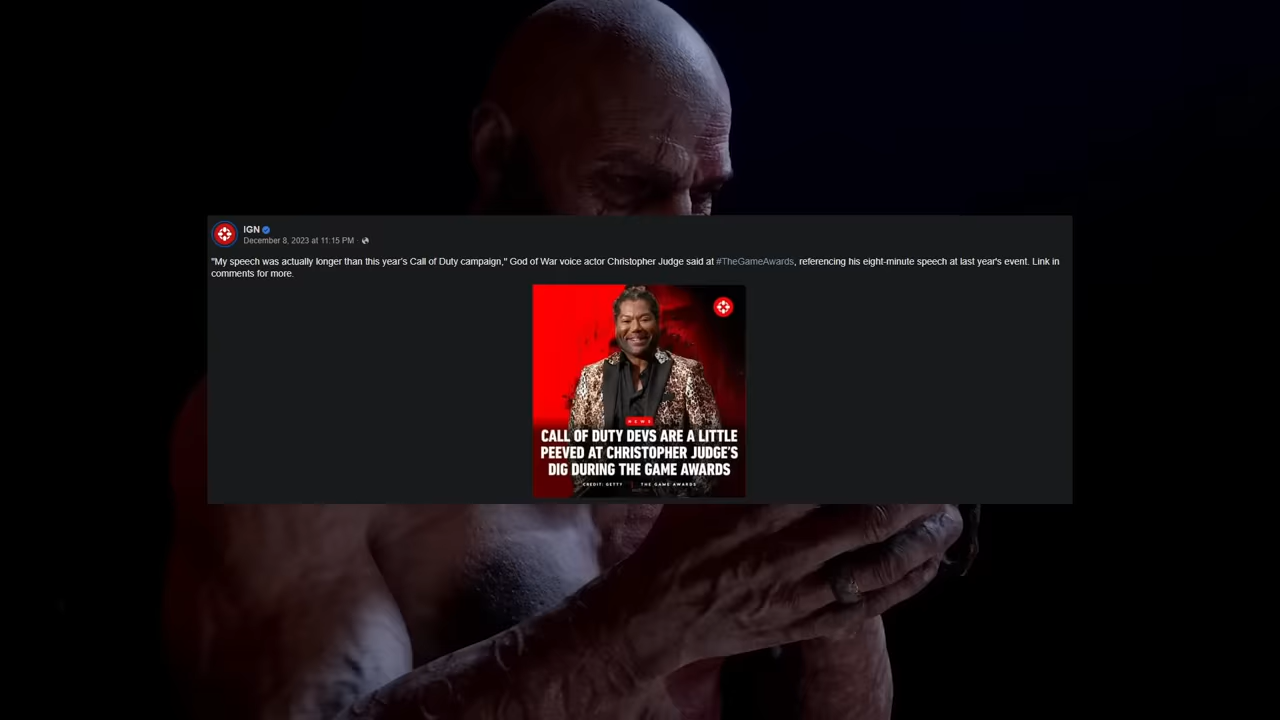 IGN
December 8, 2023 at 11:15 PM ·
"My speech was actually longer than this year's Call of Duty campaign," God of War voice actor Christopher Judge said at #TheGameAwards, referencing his eight-minute speech at last year's event. Link in
comments for more.
NEWS
CALL OF DUTY DEVS ARE A LITTLE
PEEVED AT CHRISTOPHER JUDGE'S
DIG DURING THE GAME AWARDS
CREDIT: GETTY | THE GAME AWARDS